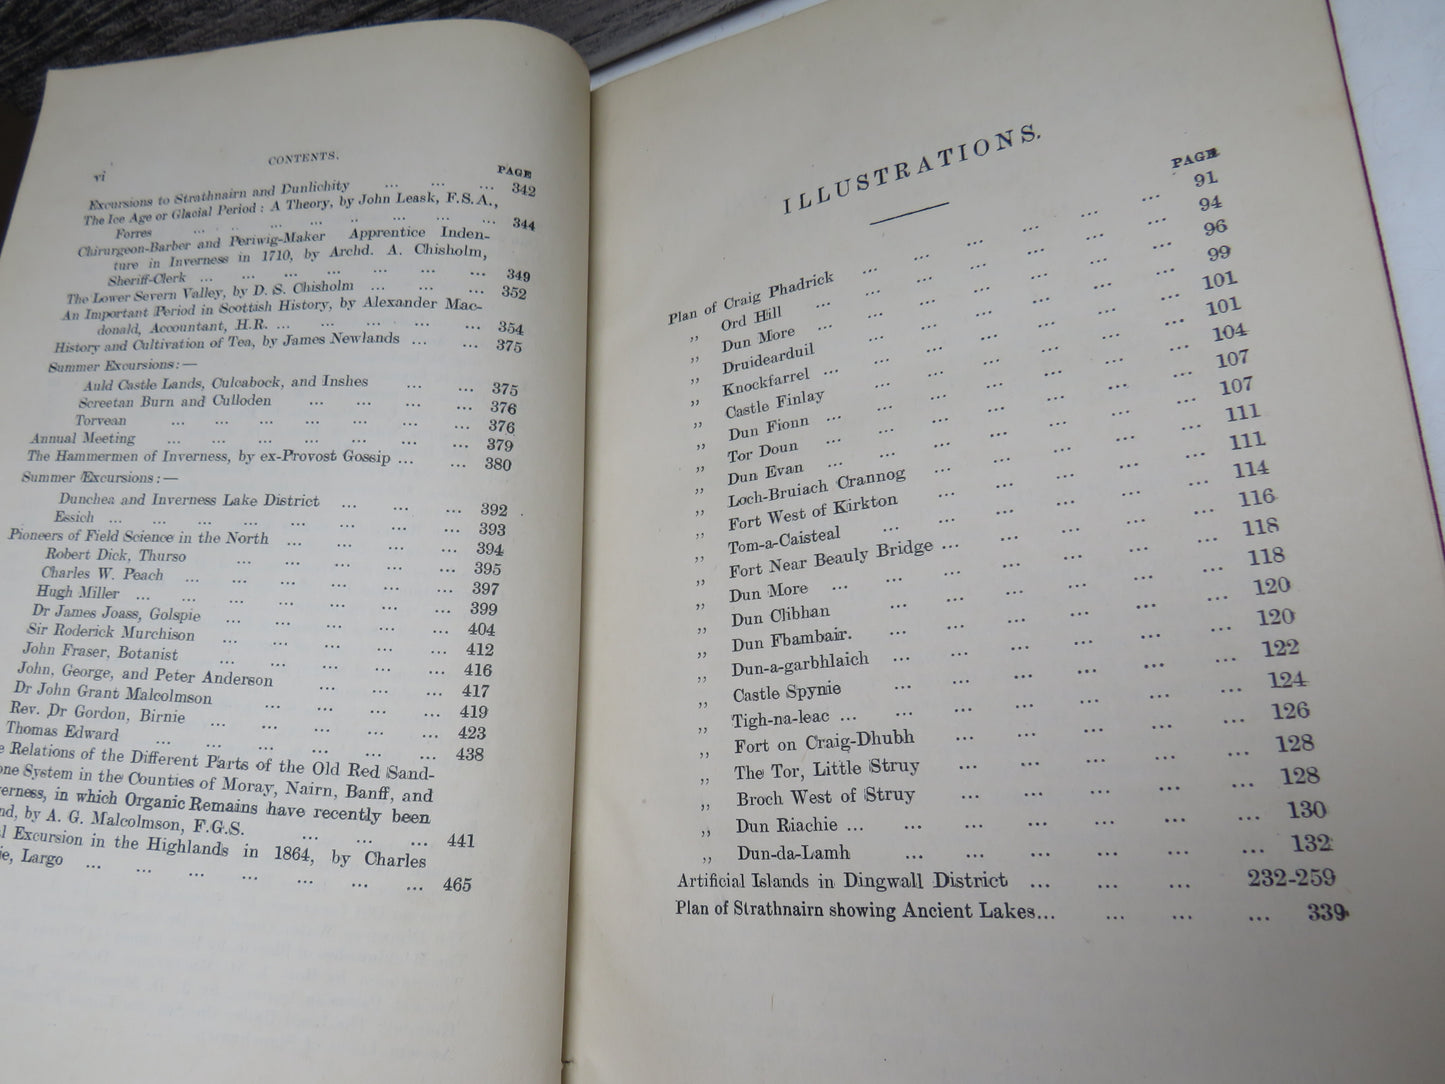 vi CONTENTS.
PAGE
Excursions to Strathnairn and Dunlichity ... ... ... 342
The Ice Age or Glacial Period : A Theory, by John Leask, F.S.A.,
Forres ... ... ... .. ... ... ... 344
Chirurgeon-Barber and Periwig-Maker Apprentice Inden-
ture in Inverness in 1710, by Archd. A. Chisholm,
Sheriff-Clerk ... ... ... ... ... ... ... 349
The Lower Severn Valley, by D. S. Chisholm ... ... ... 352
An Important Period in Scottish History, by Alexander Mac-
donald, Accountant, H.R. ... ... ... ... ... ... 354
History and Cultivation of Tea, by James Newlands ... ... 375
Summer Excursions:—
Auld Castle Lands, Culcabock, and Inshes ... ... 375
Screetan Burn and Culloden ... ... ... ... 376
Torvean ... ... ... ... ... ... ... 376
Annual Meeting ... ... ... ... ... ... ... 379
The Hammermen of Inverness, by ex-Provost Gossip ... ... 380
Summer Excursions:—
Dunchea and Inverness Lake District ... ... ... 392
Essich ... ... ... ... ... ... ... ... 393
Pioneers of Field Science in the North ... ... ... ... 394
Robert Dick, Thurso ... ... ... ... ... 395
Charles W. Peach ... ... ... ... ... ... 397
Hugh Miller ... ... ... ... ... ... ... 399
Dr James Joass, Golspie ... ... ... ... ... 404
Sir Roderick Murchison ... ... ... ... ... 412
John Fraser, Botanist ... ... ... ... ... 416
John, George, and Peter Anderson ... ... ... 417
Dr John Grant Malcolmson ... ... ... ... 419
Rev. Dr Gordon, Birnie ... ... ... ... ... 423
Thomas Edward ... ... ... ... ... ... 438
Relations of the Different Parts of the Old Red Sand-
System in the Counties of Moray, Nairn, Banff, and
in which Organic Remains have recently been
by A. G. Malcolmson, F.G.S. ... ... ... 441
Excursion in the Highlands in 1864, by Charles
Largo ... ... ... ... ... ... ... 465
ILLUSTRATIONS.
PAGE
Plan of Craig Phadrick ... ... ... ... ... 91
„ Ord Hill ... ... ... ... ... ... 94
„ Dun More ... ... ... ... ... ... 96
„ Druidearduil ... ... ... ... ... 99
„ Knockfarrel ... ... ... ... ... ... 101
„ Castle Finlay ... ... ... ... ... 101
„ Dun Fionn ... ... ... ... ... ... 104
„ Tor Doun ... ... ... ... ... ... 107
„ Dun Evan ... ... ... ... ... ... 107
„ Loch-Bruiach Crannog ... ... ... ... 111
„ Fort West of Kirkton ... ... ... ... 111
„ Tom-a-Caisteal ... ... ... ... ... 114
„ Fort Near Beauly Bridge ... ... ... ... 116
„ Dun More ... ... ... ... ... ... 118
„ Dun Clibhan ... ... ... ... ... 118
„ Dun Fbambair. ... ... ... ... ... 120
„ Dun-a-garbhlaich ... ... ... ... ... 120
„ Castle Spynie ... ... ... ... ... 122
„ Tigh-na-leac ... ... ... ... ... ... 124
„ Fort on Craig-Dhubh ... ... ... ... 126
„ The Tor, Little Struy ... ... ... ... 128
„ Broch West of Struy ... ... ... ... 128
„ Dun Riachie ... ... ... ... ... ... 130
„ Dun-da-Lamh ... ... ... ... ... 132
Artificial Islands in Dingwall District ... ... ... 232-259
Plan of Strathnairn showing Ancient Lakes... ... ... ... 339